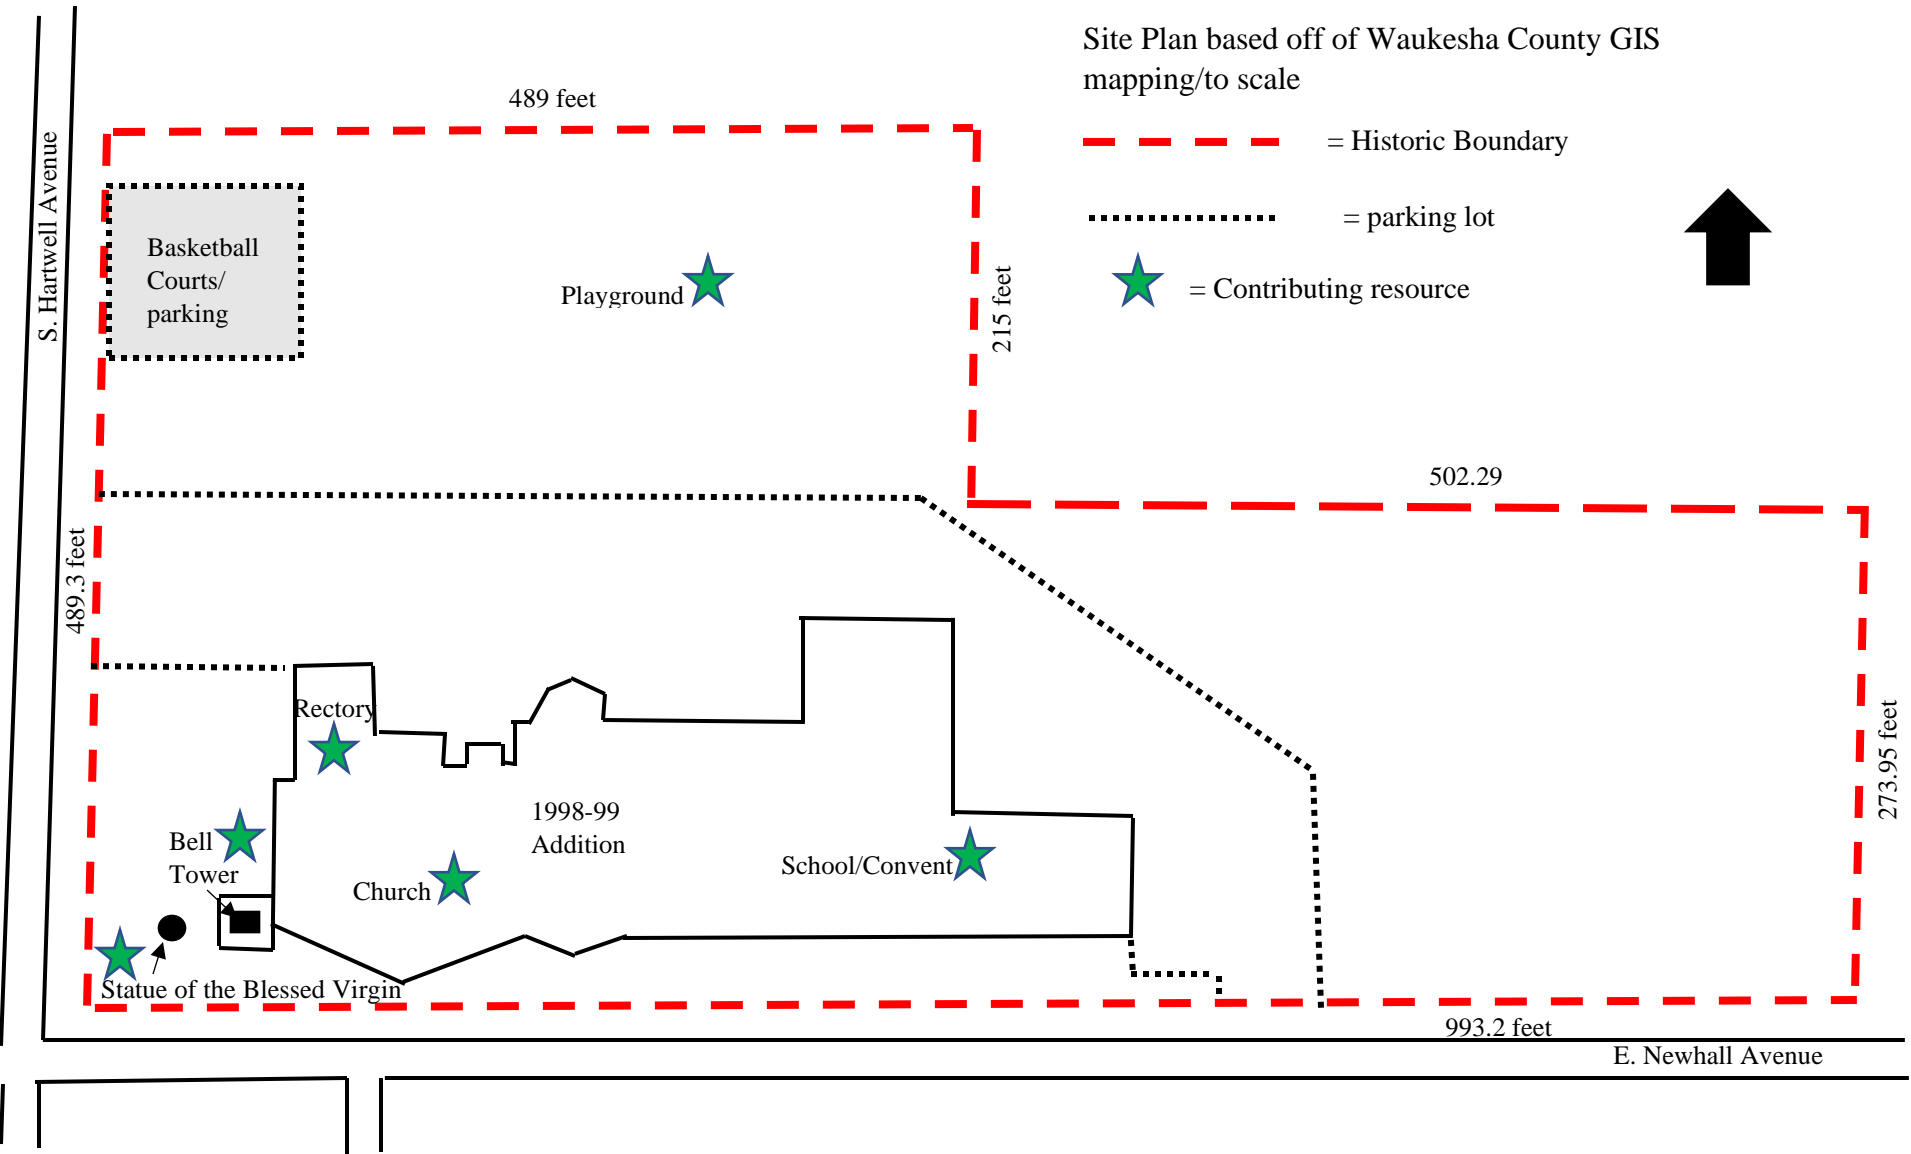 Site Plan based off of Waukesha County GIS
mapping/to scale
489 feet
= Historic Boundary
S. Hartwell Avenue
= parking lot
Basketball
Courts/
parking
Playground
215 feet
= Contributing resource
502.29
489.3 feet
Rectory
273.95 feet
1998-99
Addition
Bell
Tower
Church
School/Convent
Statue of the Blessed Virgin
993.2 feet
E. Newhall Avenue